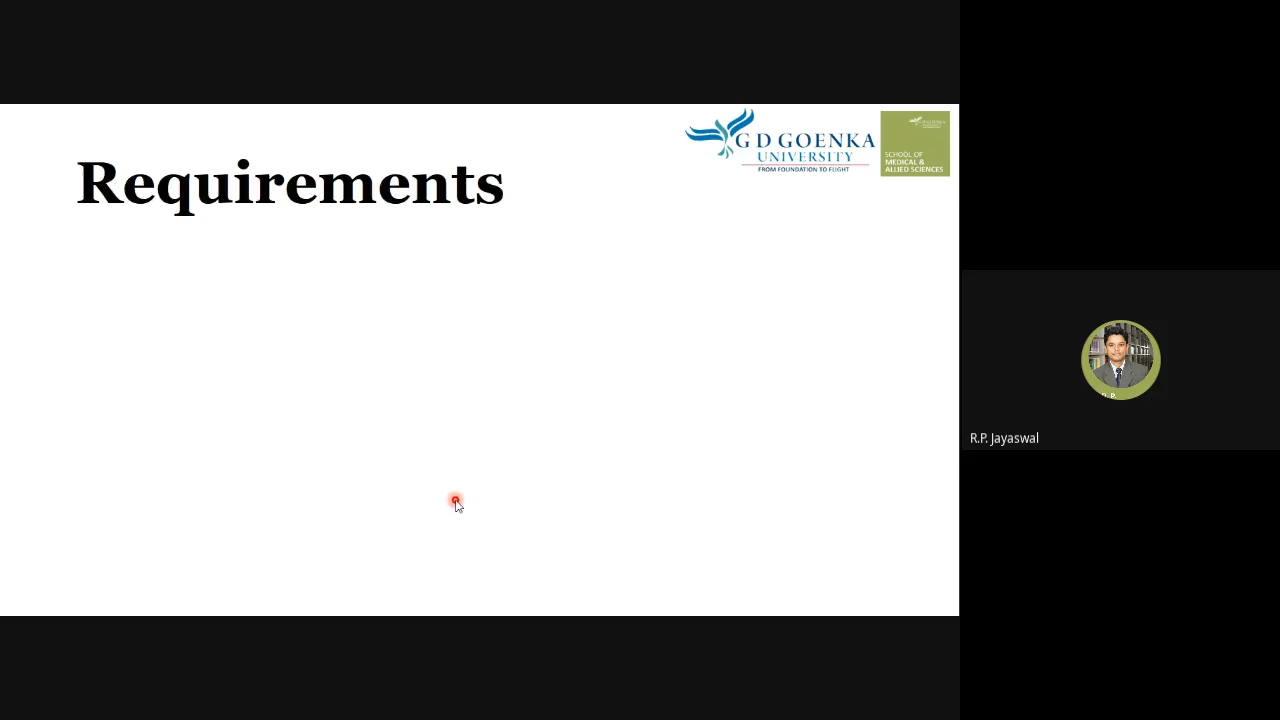 G D GOENKA
UNIVERSITY
FROM FOUNDATION TO FLIGHT
SCHOOL OF
MEDICAL &
ALLIED SCIENCES
Requirements
R.P. Jayaswal